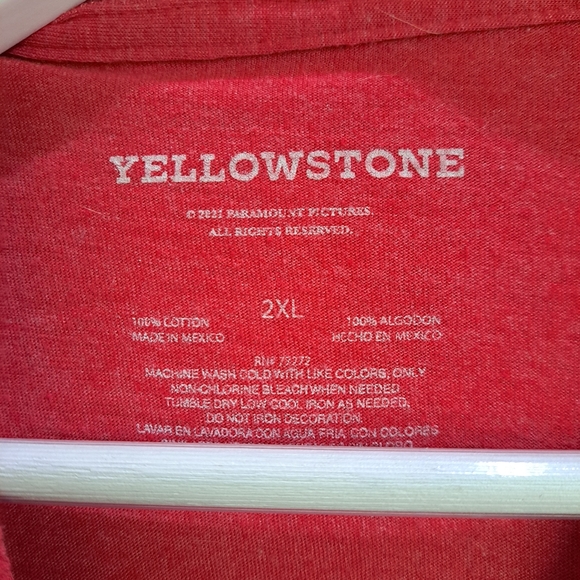 YELLOWSTONE
© 2021 PARAMOUNT PICTURES.
ALL RIGHTS RESERVED.
2XL
100% COTTON 100% ALGODON
MADE IN MEXICO HECHO EN MEXICO
RN# 79272
MACHINE WASH COLD WITH LIKE COLORS, ONLY
NON-CHLORINE BLEACH WHEN NEEDED
TUMBLE DRY LOW COOL IRON AS NEEDED,
DO NOT IRON DECORATION
LAVAR EN LAVADORA CON AGUA FRIA CON COLORES